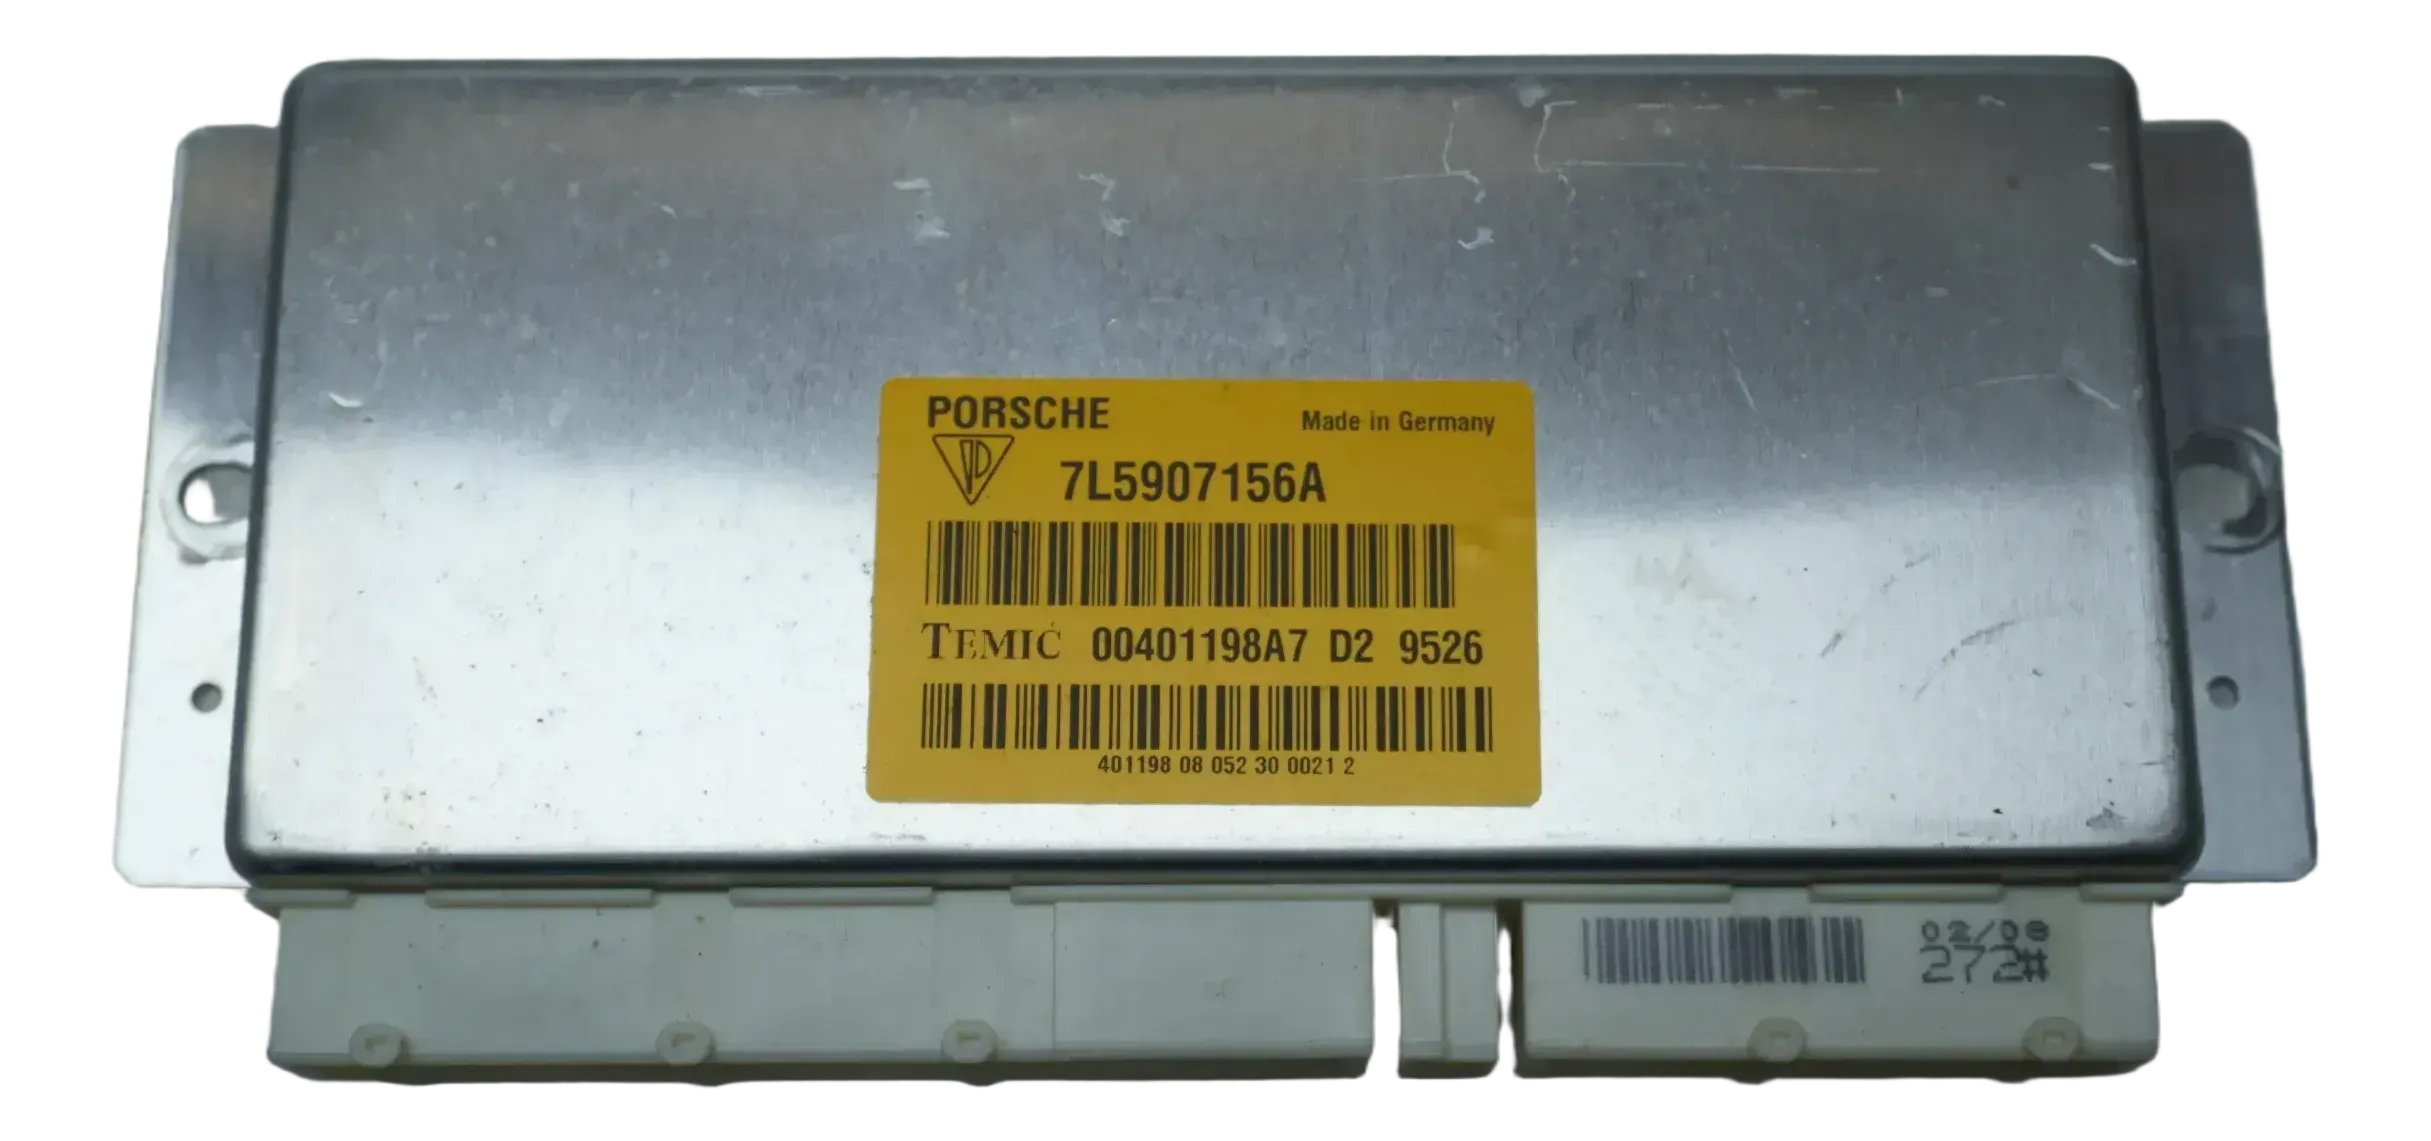 PORSCHE
Made in Germany
7L5907156A
TEMIC 00401198A7 D2 9526
401198 08 052 30 0021 2
02/08
272#